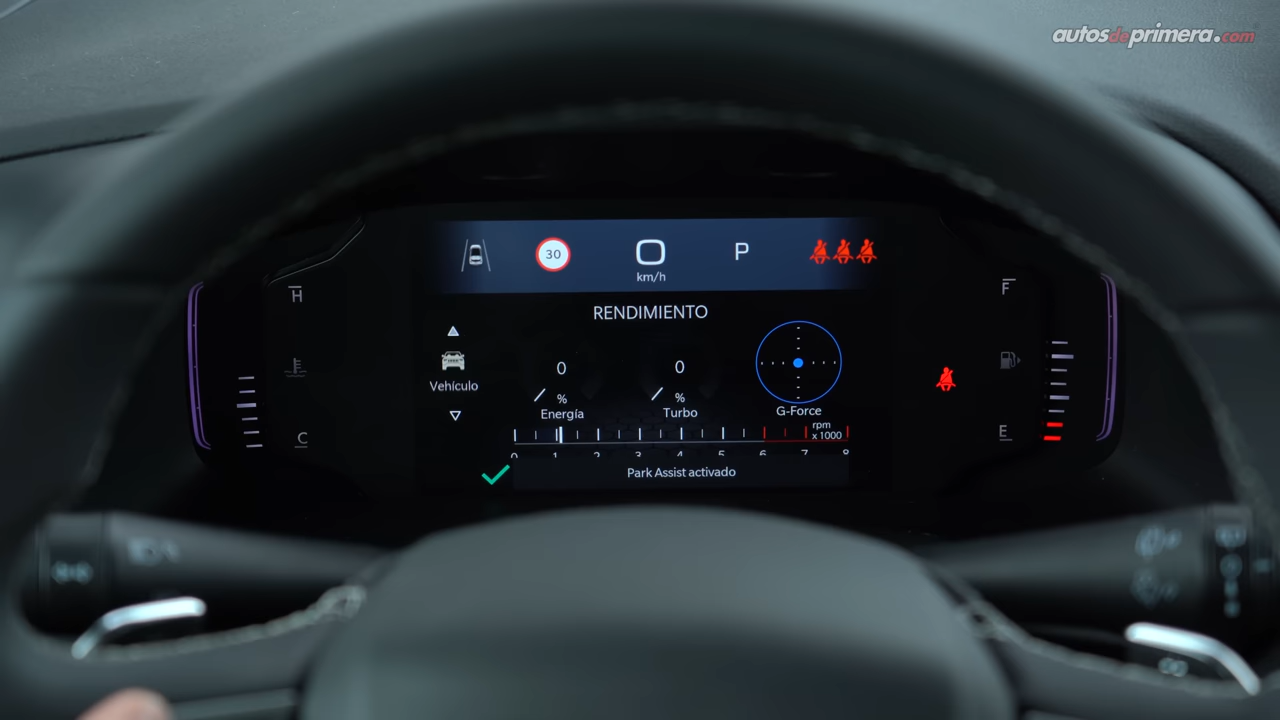 autosdeprimera.com
30
0
km/h
P
H
F
RENDIMIENTO
0
0
Vehículo
%
%
Energía
Turbo
G-Force
rpm
x 1000
C
E
0 1 2 3 4 5 6 7 8
Park Assist activado